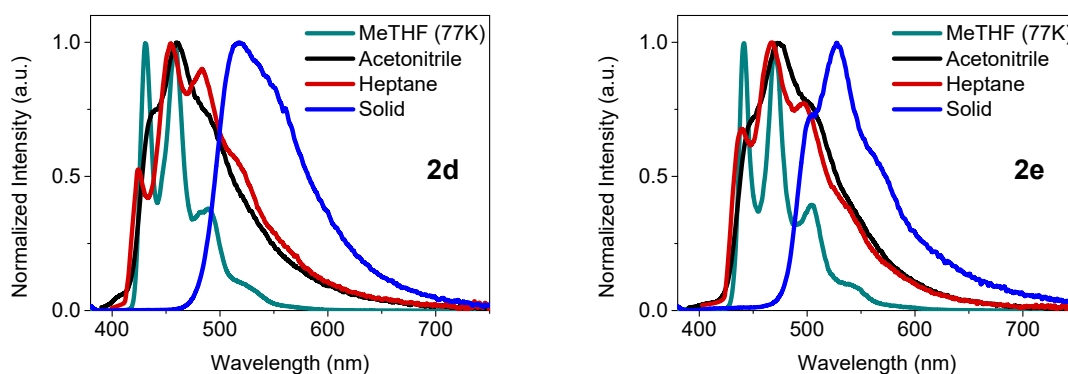 1.0
0.5
0.0
Normalized Intensity (a.u.)
400 500 600 700
Wavelength (nm)
MeTHF (77K)
Acetonitrile
Heptane
Solid
2d
1.0
0.5
0.0
Normalized Intensity (a.u.)
400 500 600 700
Wavelength (nm)
MeTHF (77K)
Acetonitrile
Heptane
Solid
2e